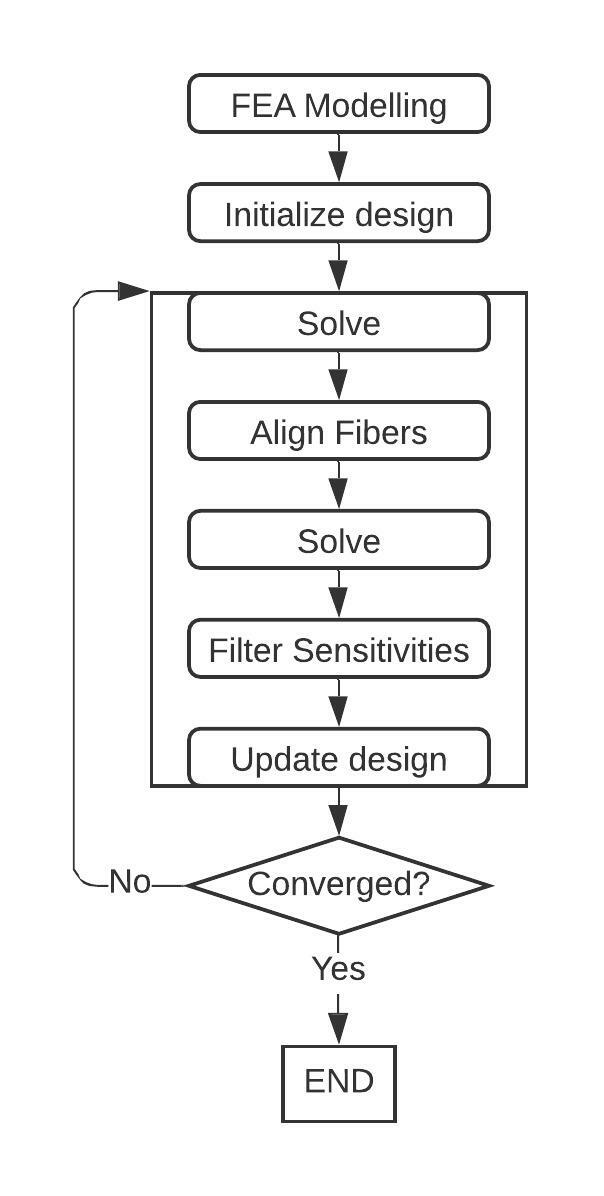 FEA Modelling
Initialize design
Solve
Align Fibers
Solve
Filter Sensitivities
Update design
Converged?
No
Yes
END